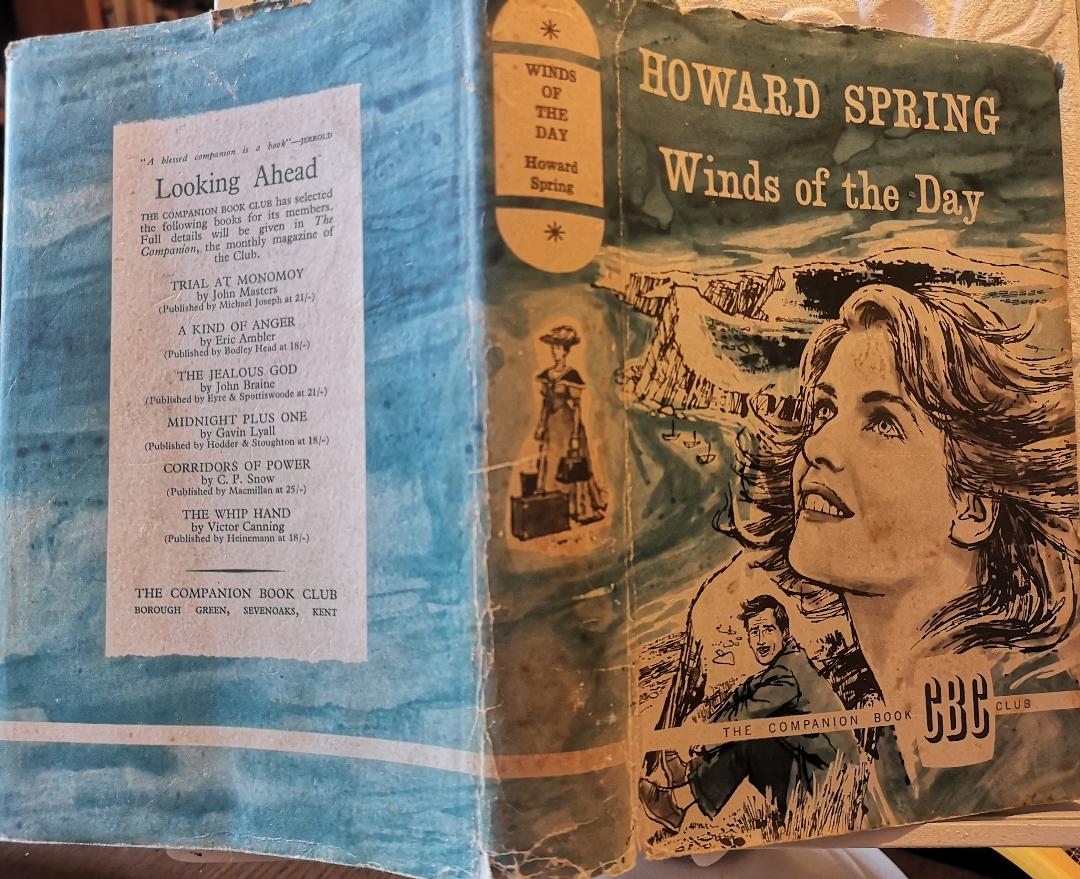 "A blessed companion is a book"—JERROLD
Looking Ahead
THE COMPANION BOOK CLUB has selected
the following books for its members.
Full details will be given in The
Companion, the monthly magazine of
the Club.
TRIAL AT MONOMOY
by John Masters
(Published by Michael Joseph at 21/-)
A KIND OF ANGER
by Eric Ambler
(Published by Bodley Head at 18/-)
THE JEALOUS GOD
by John Braine
(Published by Eyre & Spottiswoode at 21/-)
MIDNIGHT PLUS ONE
by Gavin Lyall
(Published by Hodder & Stoughton at 18/-)
CORRIDORS OF POWER
by C. P. Snow
(Published by Macmillan at 25/-)
THE WHIP HAND
by Victor Canning
(Published by Heinemann at 18/-)
THE COMPANION BOOK CLUB
BOROUGH GREEN, SEVENOAKS, KENT
WINDS
OF
THE
DAY
Howard
Spring
HOWARD SPRING
Winds of the Day
THE COMPANION BOOK CBC CLUB